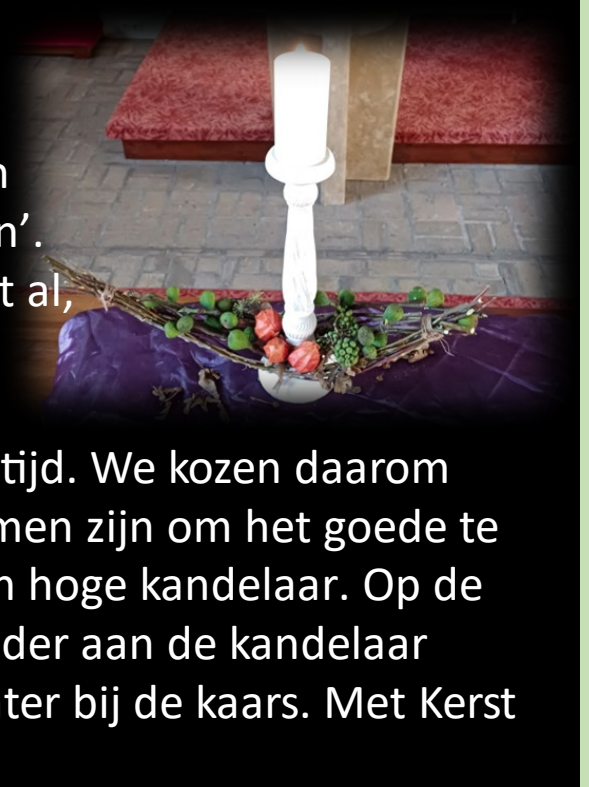 n’.
t al,
tijd. We kozen daarom
men zijn om het goede te
n hoge kandelaar. Op de
der aan de kandelaar
ter bij de kaars. Met Kerst